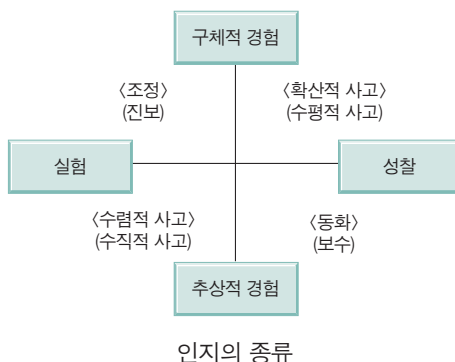 구체적 경험
〈조정〉
(진보)
〈확산적 사고〉
(수평적 사고)
실험
성찰
〈수렴적 사고〉
(수직적 사고)
〈동화〉
(보수)
추상적 경험
인지의 종류